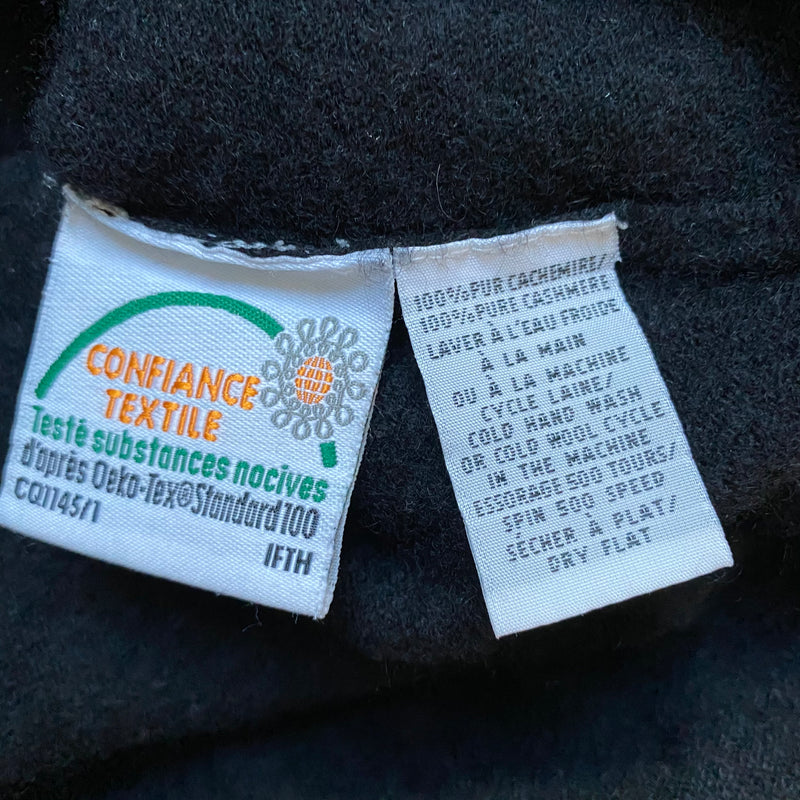 CONFIANCE
TEXTILE
Testé substances nocives
d'après Oeko-Tex®Standard100
CQ1145/1
IFTH
100% PUR CACHEMIRE/
100% PURE CASHMERE
LAVER À L'EAU FROIDE
À LA MAIN
OU À LA MACHINE
CYCLE LAINE/
COLD HAND WASH
OR COLD WOOL CYCLE
IN THE MACHINE
ESSORAGE 500 TOURS/
SPIN 500 SPEED
SÉCHER À PLAT/
DRY FLAT